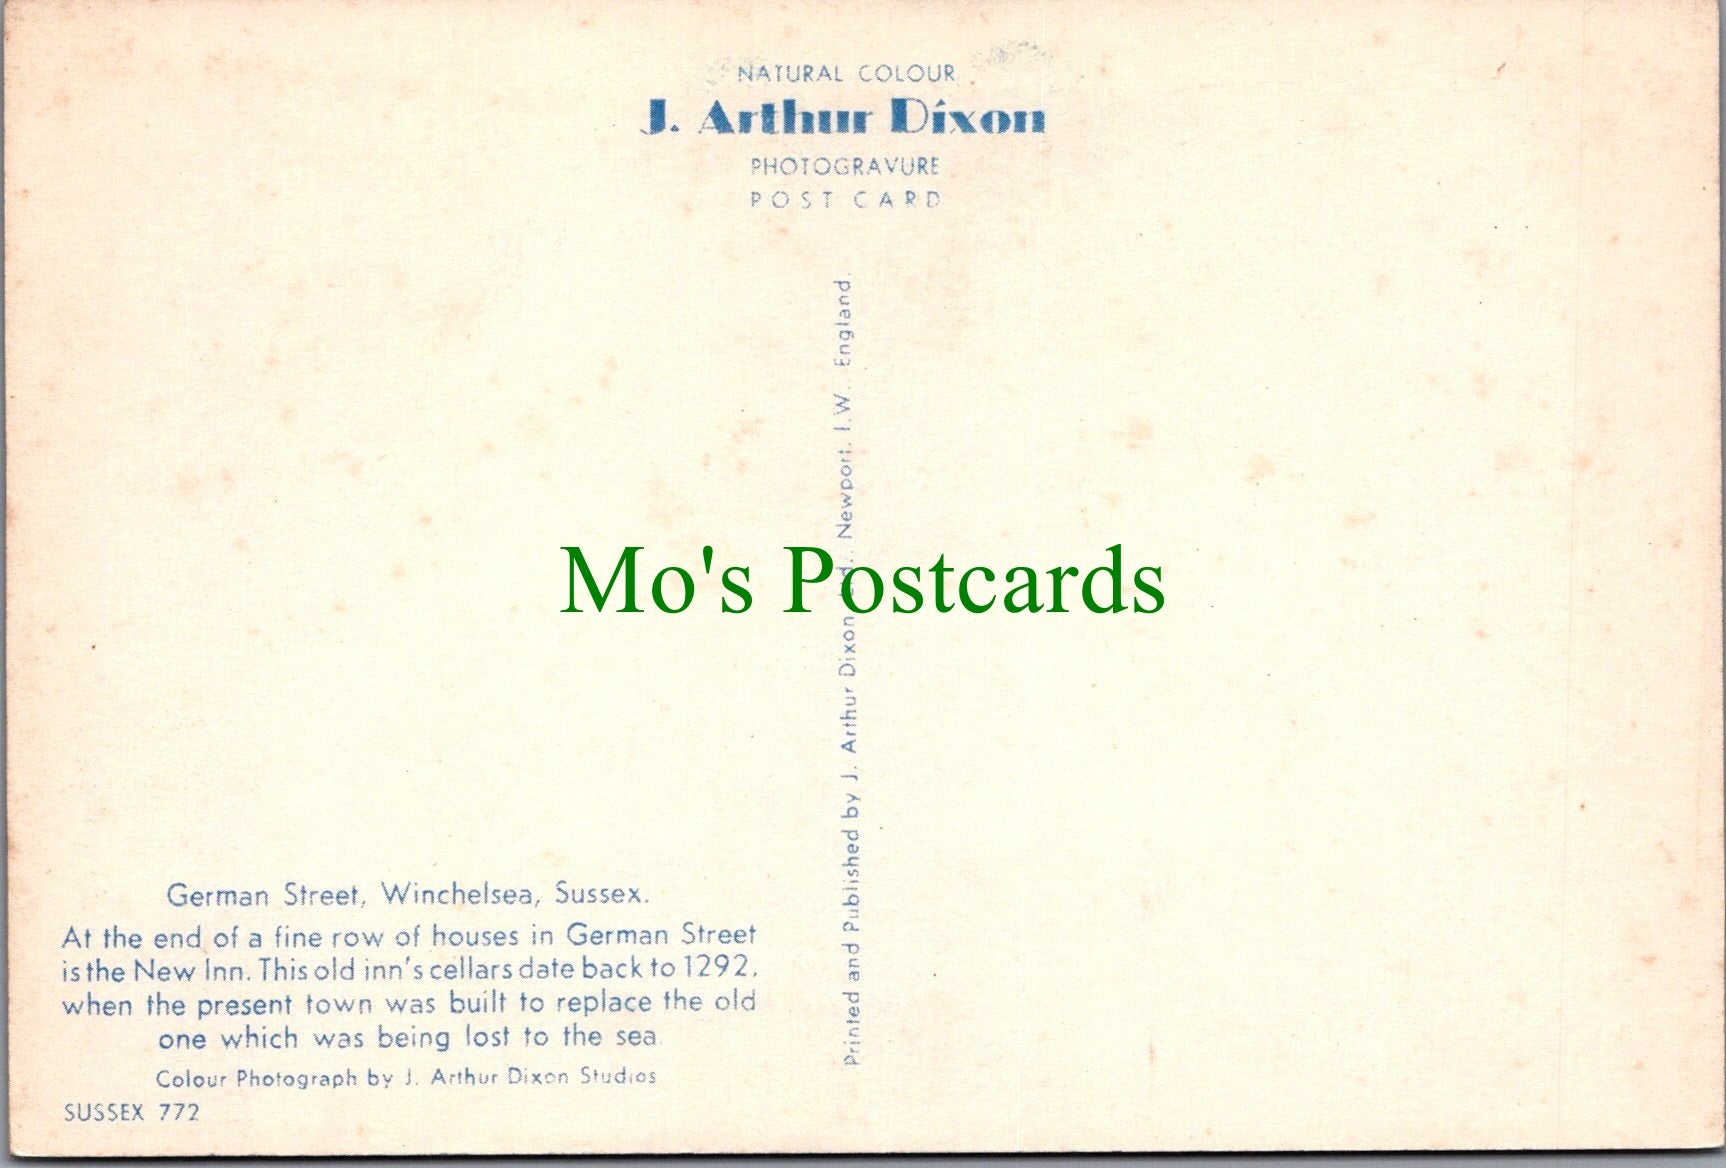 NATURAL COLOUR
J. Arthur Dixon
PHOTOGRAVURE
POST CARD
Printed and Published by J. Arthur Dixon Ltd., Newport, I.W. England.
Mo's Postcards
German Street, Winchelsea, Sussex.
At the end of a fine row of houses in German Street
is the New Inn. This old inn's cellars date back to 1292,
when the present town was built to replace the old
one which was being lost to the sea.
Colour Photograph by J. Arthur Dixon Studios
SUSSEX 772